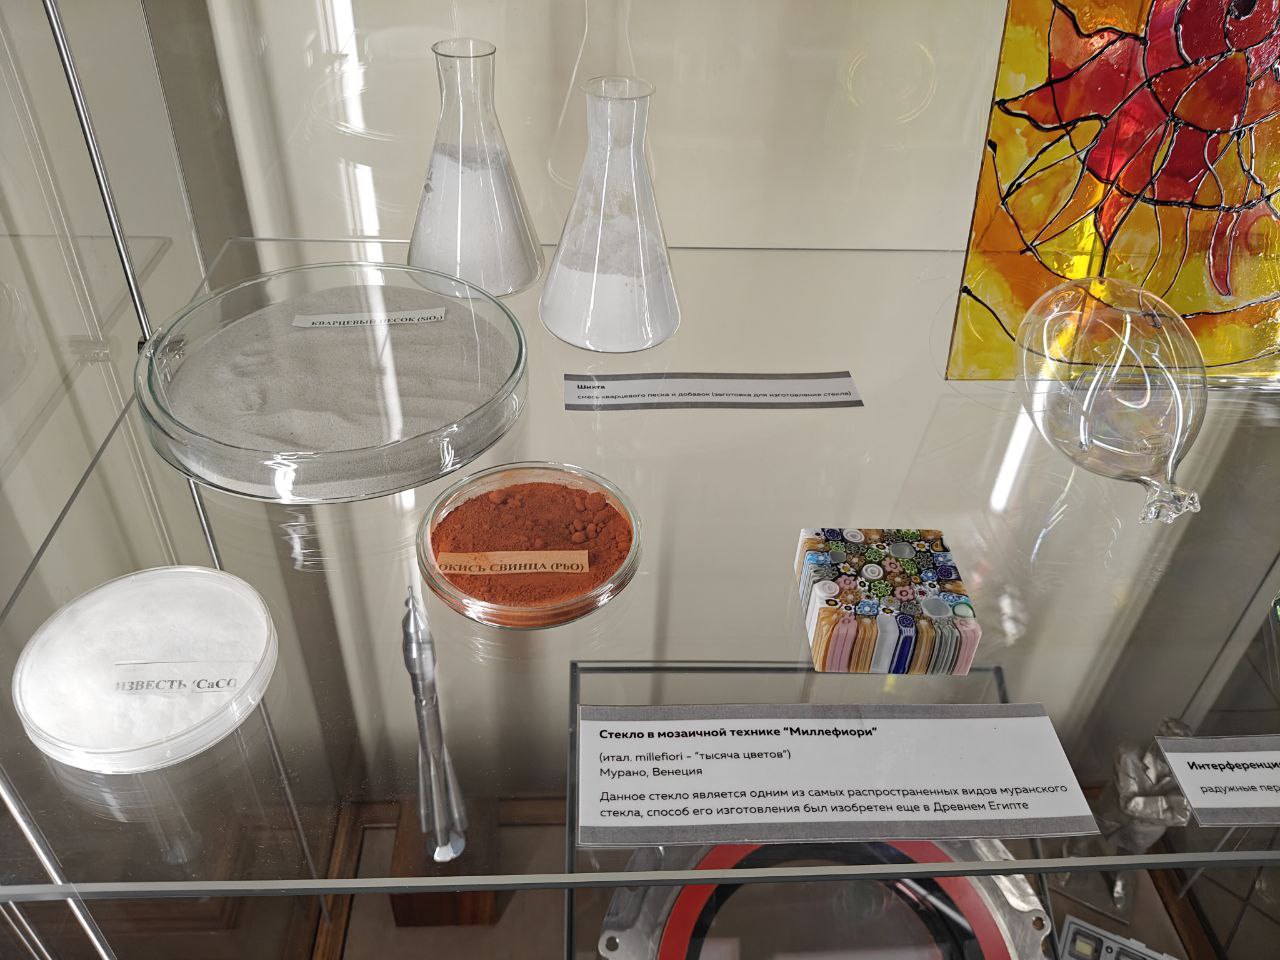 КВАРЦЕВЫЙ ПЕСОК (SiO₂)
Шихта
смесь кварцевого песка и добавок (заготовка для изготовления стекла)
ОКИСЬ СВИНЦА (PbO)
ИЗВЕСТЬ (CaCO
Стекло в мозаичной технике "Миллефиори"
(итал. millefiori - "тысяча цветов")
Мурано, Венеция
Данное стекло является одним из самых распространенных видов муранского
стекла, способ его изготовления был изобретен еще в Древнем Египте
Интерференци
радужные пер